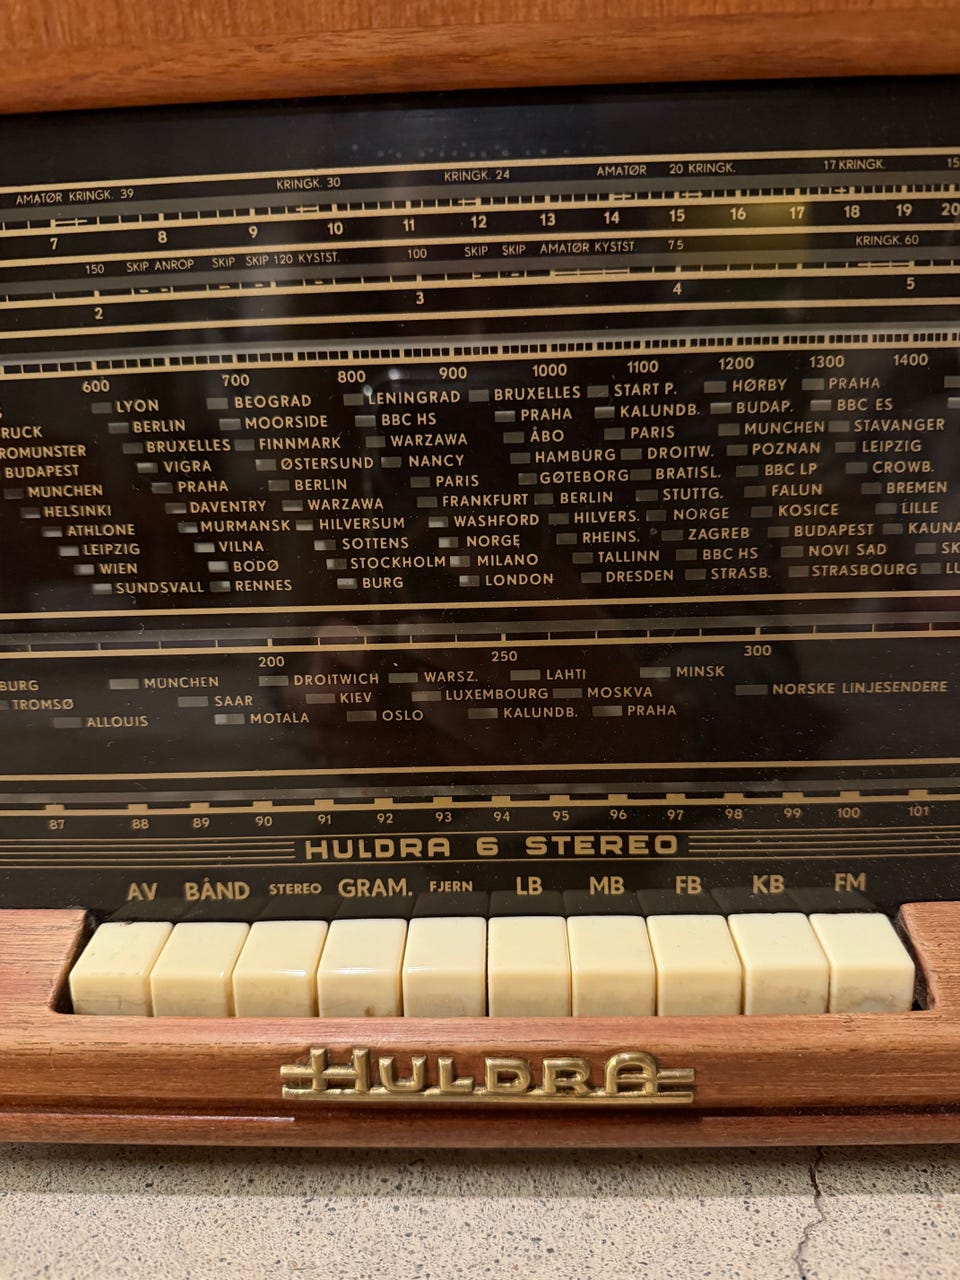 AMATØR KRINGK. 39 KRINGK. 30 KRINGK. 24 AMATØR 20 KRINGK. 17 KRINGK. 15
7 8 9 10 11 12 13 14 15 16 17 18 19 20
150 SKIP ANROP SKIP SKIP 120 KYSTST. 100 SKIP SKIP AMATØR KYSTST. 75 KRINGK. 60
2 3 4 5
600 700 800 900 1000 1100 1200 1300 1400
LYON BEOGRAD LENINGRAD BRUXELLES START P. HØRBY PRAHA
RUCK BERLIN MOORSIDE BBC HS PRAHA KALUNDB. BUDAP. BBC ES
ROMUNSTER BRUXELLES FINNMARK WARZAWA ÅBO PARIS MUNCHEN STAVANGER
BUDAPEST VIGRA ØSTERSUND NANCY HAMBURG DROITW. POZNAN LEIPZIG
MÜNCHEN PRAHA BERLIN PARIS GØTEBORG BRATISL. BBC LP CROWB.
HELSINKI DAVENTRY WARZAWA FRANKFURT BERLIN STUTTG. FALUN BREMEN
ATHLONE MURMANSK HILVERSUM WASHFORD HILVERS. NORGE KOSICE LILLE
LEIPZIG VILNA SOTTENS NORGE RHEINS. ZAGREB BUDAPEST KAUNA
WIEN BODØ STOCKHOLM MILANO TALLINN BBC HS NOVI SAD SK
SUNDSVALL RENNES BURG LONDON DRESDEN STRASB. STRASBOURG LU
200 250 300
BURG MÜNCHEN DROITWICH WARSZ. LAHTI MINSK
TROMSØ SAAR KIEV LUXEMBOURG MOSKVA NORSKE LINJESENDERE
ALLOUIS MOTALA OSLO KALUNDB. PRAHA
87 88 89 90 91 92 93 94 95 96 97 98 99 100 101
HULDRA 6 STEREO
AV BÅND STEREO GRAM. FJERN LB MB FB KB FM
HULDRA